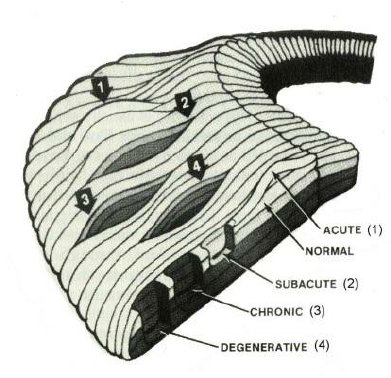 1
2
3
4
ACUTE (1)
NORMAL
SUBACUTE (2)
CHRONIC (3)
DEGENERATIVE (4)